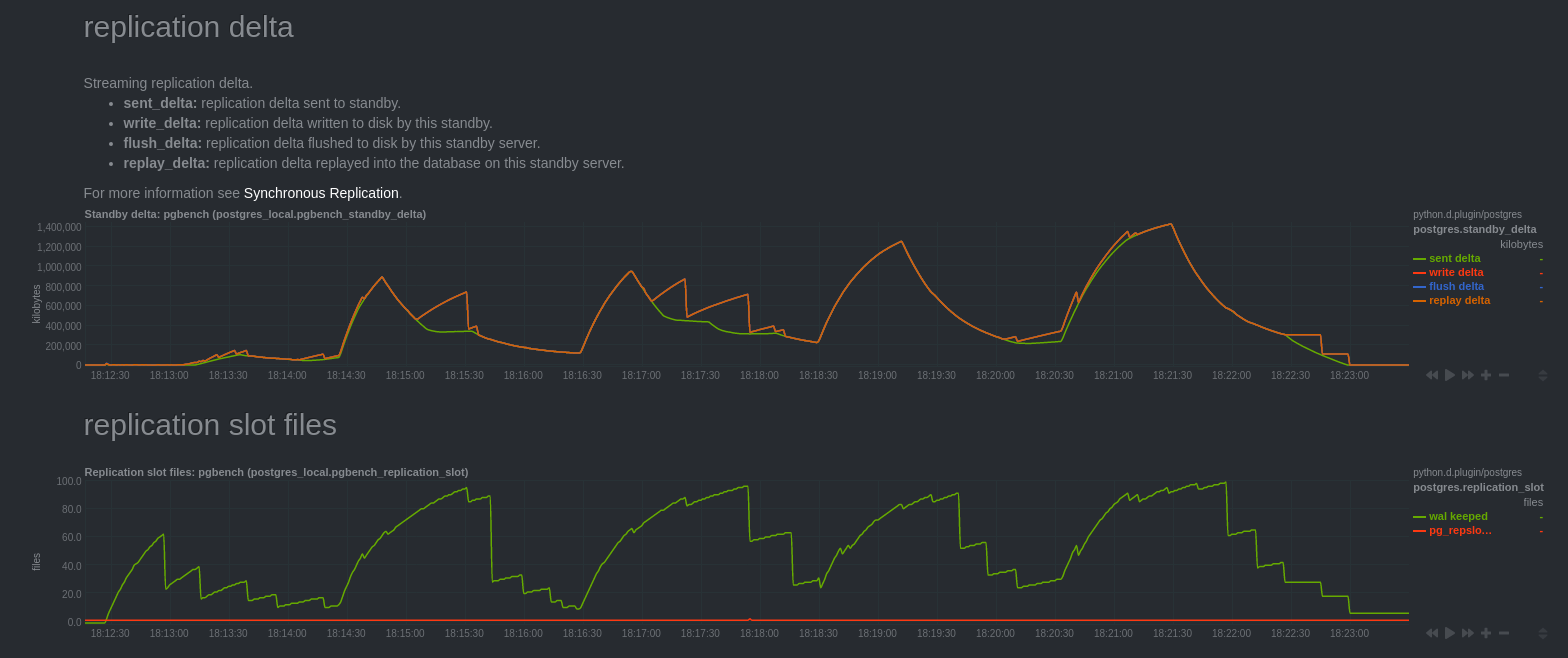 replication delta
Streaming replication delta.
• sent_delta: replication delta sent to standby.
• write_delta: replication delta written to disk by this standby.
• flush_delta: replication delta flushed to disk by this standby server.
• replay_delta: replication delta replayed into the database on this standby server.
For more information see Synchronous Replication.
Standby delta: pgbench (postgres_local.pgbench_standby_delta)
python.d.plugin/postgres
postgres.standby_delta
kilobytes
sent delta -
write delta -
flush delta -
replay delta -
kilobytes
1,400,000
1,200,000
1,000,000
800,000
600,000
400,000
200,000
0
18:12:30 18:13:00 18:13:30 18:14:00 18:14:30 18:15:00 18:15:30 18:16:00 18:16:30 18:17:00 18:17:30 18:18:00 18:18:30 18:19:00 18:19:30 18:20:00 18:20:30 18:21:00 18:21:30 18:22:00 18:22:30 18:23:00
replication slot files
Replication slot files: pgbench (postgres_local.pgbench_replication_slot)
python.d.plugin/postgres
postgres.replication_slot
files
wal keeped -
pg_repslo... -
files
100.0
80.0
60.0
40.0
20.0
0.0
18:12:30 18:13:00 18:13:30 18:14:00 18:14:30 18:15:00 18:15:30 18:16:00 18:16:30 18:17:00 18:17:30 18:18:00 18:18:30 18:19:00 18:19:30 18:20:00 18:20:30 18:21:00 18:21:30 18:22:00 18:22:30 18:23:00